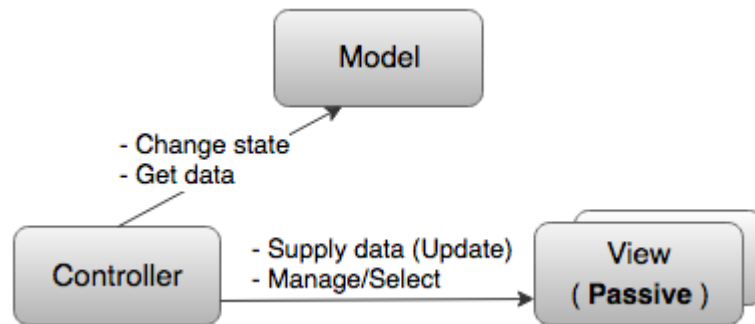 Model
- Change state
- Get data
Controller
- Supply data (Update)
- Manage/Select
View
( Passive )